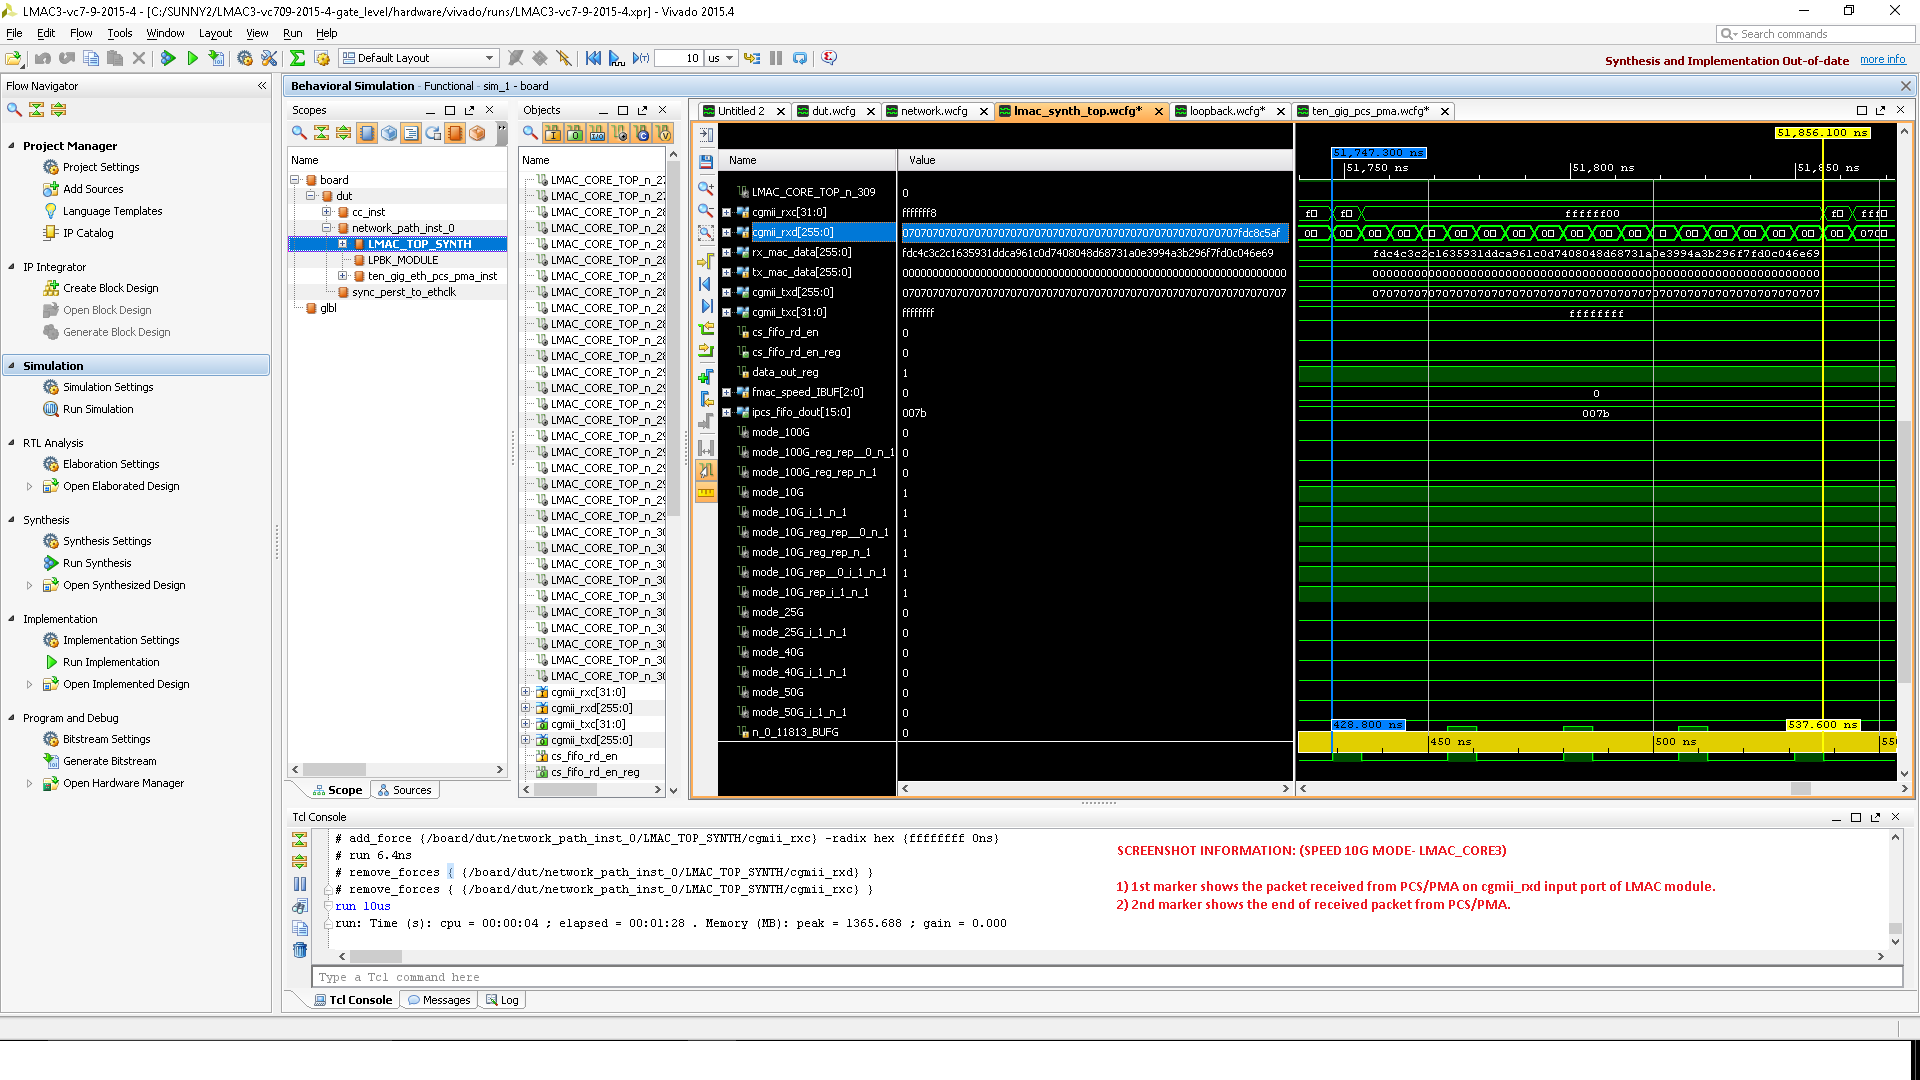 LMAC3-vc7-9-2015-4 - [C:/SUNNY2/LMAC3-vc709-2015-4-gate_level/hardware/vivado/runs/LMAC3-vc7-9-2015-4.xpr] - Vivado 2015.4
File Edit Flow Tools Window Layout View Run Help
Search commands
Default Layout
10 us
Synthesis and Implementation Out-of-date more info
Flow Navigator
Project Manager
Project Settings
Add Sources
Language Templates
IP Catalog
IP Integrator
Create Block Design
Open Block Design
Generate Block Design
Simulation
Simulation Settings
Run Simulation
RTL Analysis
Elaboration Settings
Open Elaborated Design
Synthesis
Synthesis Settings
Run Synthesis
Open Synthesized Design
Implementation
Implementation Settings
Run Implementation
Open Implemented Design
Program and Debug
Bitstream Settings
Generate Bitstream
Open Hardware Manager
Behavioral Simulation - Functional - sim_1 - board
Scopes
Name
board
dut
cc_inst
network_path_inst_0
LMAC_TOP_SYNTH
LPBK_MODULE
ten_gig_eth_pcs_pma_inst
sync_perst_to_ethclk
glbl
Scope Sources
Objects
Name
LMAC_CORE_TOP_n_27
LMAC_CORE_TOP_n_27
LMAC_CORE_TOP_n_28
LMAC_CORE_TOP_n_28
LMAC_CORE_TOP_n_28
LMAC_CORE_TOP_n_28
LMAC_CORE_TOP_n_28
LMAC_CORE_TOP_n_28
LMAC_CORE_TOP_n_28
LMAC_CORE_TOP_n_28
LMAC_CORE_TOP_n_28
LMAC_CORE_TOP_n_28
LMAC_CORE_TOP_n_29
LMAC_CORE_TOP_n_29
LMAC_CORE_TOP_n_29
LMAC_CORE_TOP_n_29
LMAC_CORE_TOP_n_29
LMAC_CORE_TOP_n_29
LMAC_CORE_TOP_n_29
LMAC_CORE_TOP_n_29
LMAC_CORE_TOP_n_29
LMAC_CORE_TOP_n_29
LMAC_CORE_TOP_n_30
LMAC_CORE_TOP_n_30
LMAC_CORE_TOP_n_30
LMAC_CORE_TOP_n_30
LMAC_CORE_TOP_n_30
LMAC_CORE_TOP_n_30
LMAC_CORE_TOP_n_30
LMAC_CORE_TOP_n_30
LMAC_CORE_TOP_n_30
LMAC_CORE_TOP_n_30
cgmii_rxc[31:0]
cgmii_rxd[255:0]
cgmii_txc[31:0]
cgmii_txd[255:0]
cs_fifo_rd_en
cs_fifo_rd_en_reg
Untitled 2 dut.wcfg network.wcfg lmac_synth_top.wcfg* loopback.wcfg* ten_gig_pcs_pma.wcfg*
Name Value
LMAC_CORE_TOP_n_309 0
cgmii_rxc[31:0] fffffff8
cgmii_rxd[255:0]
rx_mac_data[255:0] fdc4c3c2c1635931ddca961c0d7408048d68731a0e3994a3b296f7fd0c046e69
tx_mac_data[255:0]
cgmii_txd[255:0]
cgmii_txc[31:0] ffffffff
cs_fifo_rd_en 0
cs_fifo_rd_en_reg 0
data_out_reg 1
fmac_speed_IBUF[2:0] 0
ipcs_fifo_dout[15:0] 007b
mode_100G 0
mode_100G_reg_rep__0_n_1 0
mode_100G_reg_rep_n_1 0
mode_10G 1
mode_10G_i_1_n_1 1
mode_10G_reg_rep__0_n_1 1
mode_10G_reg_rep_n_1 1
mode_10G_rep__0_i_1_n_1 1
mode_10G_rep_i_1_n_1 1
mode_25G 0
mode_25G_i_1_n_1 0
mode_40G 0
mode_40G_i_1_n_1 0
mode_50G 0
mode_50G_i_1_n_1 0
n_0_11813_BUFG 0
51,856.100 ns
51,747.300 ns
51,750 ns 51,800 ns 51,850 ns
f0 f0 ffffff00 f0 fff0
00 00 00 00 0 00 00 00 00 00 00 00 0 00 00 00 00 00 0700
fdc4c3c2c1635931ddca961c0d7408048d68731a0e3994a3b296f7fd0c046e69
ffffffff
0
007b
428.800 ns 537.600 ns
450 ns 500 ns 550
Tcl Console
# add_force {/board/dut/network_path_inst_0/LMAC_TOP_SYNTH/cgmii_rxc} -radix hex {ffffffff 0ns}
# run 6.4ns
# remove_forces { {/board/dut/network_path_inst_0/LMAC_TOP_SYNTH/cgmii_rxd} }
# remove_forces { {/board/dut/network_path_inst_0/LMAC_TOP_SYNTH/cgmii_rxc} }
run 10us
run: Time (s): cpu = 00:00:04 ; elapsed = 00:01:28 . Memory (MB): peak = 1365.688 ; gain = 0.000
SCREENSHOT INFORMATION: (SPEED 10G MODE- LMAC_CORE3)
1) 1st marker shows the packet received from PCS/PMA on cgmii_rxd input port of LMAC module.
2) 2nd marker shows the end of received packet from PCS/PMA.
Type a Tcl command here
Tcl Console Messages Log